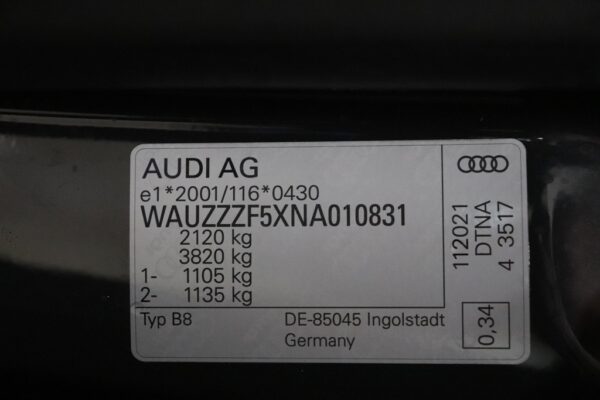 AUDI AG
e1*2001/116*0430
WAUZZZF5XNA010831
2120 kg
3820 kg
1- 1105 kg
2- 1135 kg
Typ B8 DE-85045 Ingolstadt
Germany
112021
DTNA
4 3517
0,34